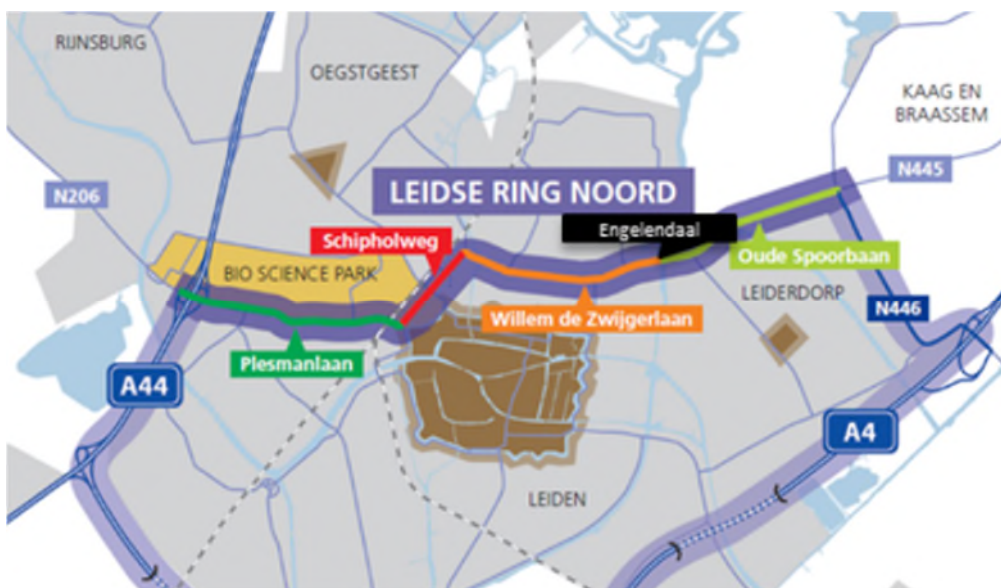 RIJNSBURG
OEGSTGEEST
KAAG EN
BRAASSEM
N445
N206
LEIDSE RING NOORD
Engelendaal
Schipholweg
Oude Spoorbaan
BIO SCIENCE PARK
LEIDERDORP
N446
Willem de Zwijgerlaan
Plesmanlaan
A44
A4
LEIDEN